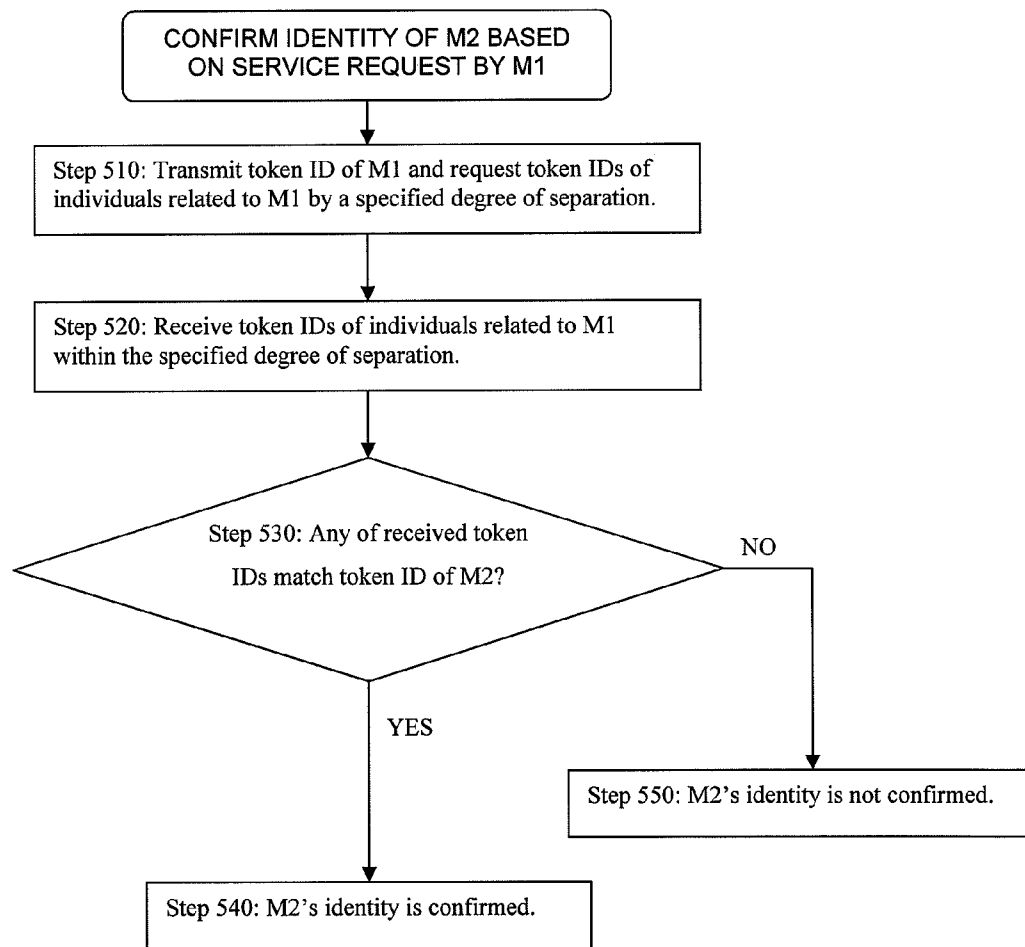 CONFIRM IDENTITY OF M2 BASED
ON SERVICE REQUEST BY M1
Step 510: Transmit token ID of M1 and request token IDs of
individuals related to M1 by a specified degree of separation.
Step 520: Receive token IDs of individuals related to M1
within the specified degree of separation.
Step 530: Any of received token
IDs match token ID of M2?
NO
YES
Step 550: M2’s identity is not confirmed.
Step 540: M2’s identity is confirmed.